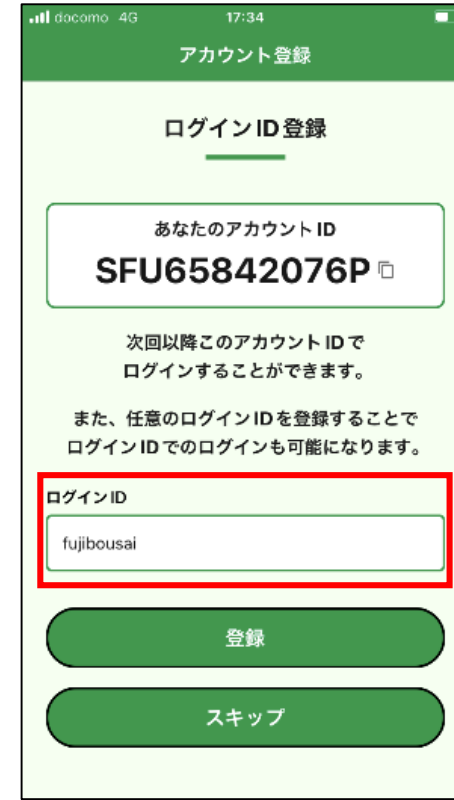 docomo 4G 17:34
アカウント登録
ログインID登録
あなたのアカウントID
SFU65842076P
次回以降このアカウントIDで
ログインすることができます。
また、任意のログインIDを登録することで
ログインIDでのログインも可能になります。
ログインID
fujibousai
登録
スキップ